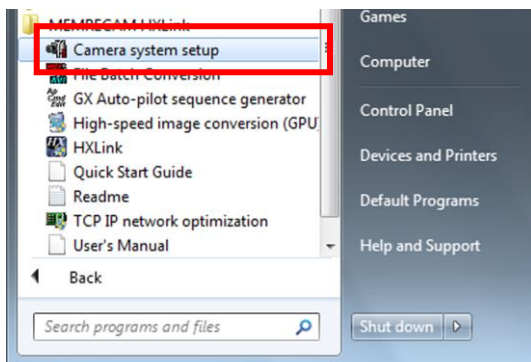 MEMRECAM HXLink
Camera system setup
File Batch Conversion
GX Auto-pilot sequence generator
High-speed image conversion (GPU
HXLink
Quick Start Guide
Readme
TCP IP network optimization
User's Manual
Back
Search programs and files
Games
Computer
Control Panel
Devices and Printers
Default Programs
Help and Support
Shut down